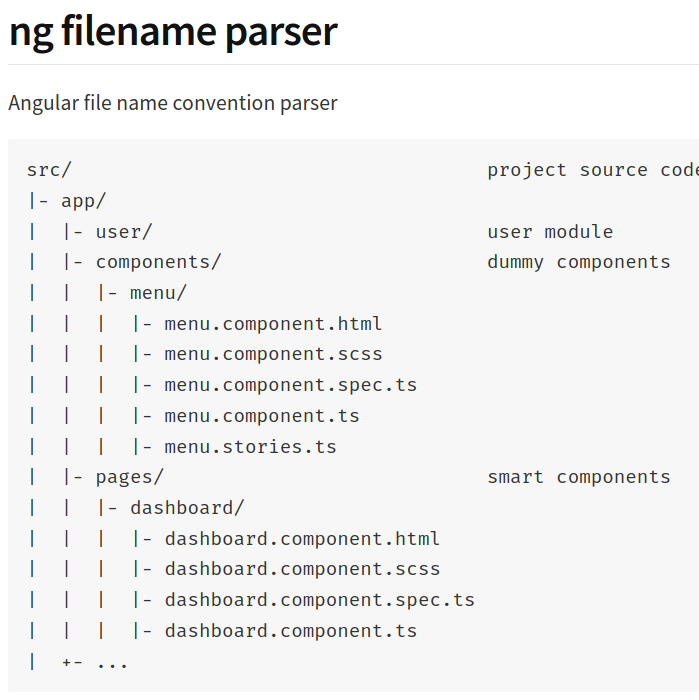 ng filename parser
Angular file name convention parser
src/                                        project source code
|- app/
|  |- user/                             user module
|  |- components/                       dummy components
|  |  |- menu/
|  |  |  |- menu.component.html
|  |  |  |- menu.component.scss
|  |  |  |- menu.component.spec.ts
|  |  |  |- menu.component.ts
|  |  |  |- menu.stories.ts
|  |- pages/                            smart components
|  |  |- dashboard/
|  |  |  |- dashboard.component.html
|  |  |  |- dashboard.component.scss
|  |  |  |- dashboard.component.spec.ts
|  |  |  |- dashboard.component.ts
|  +- ...